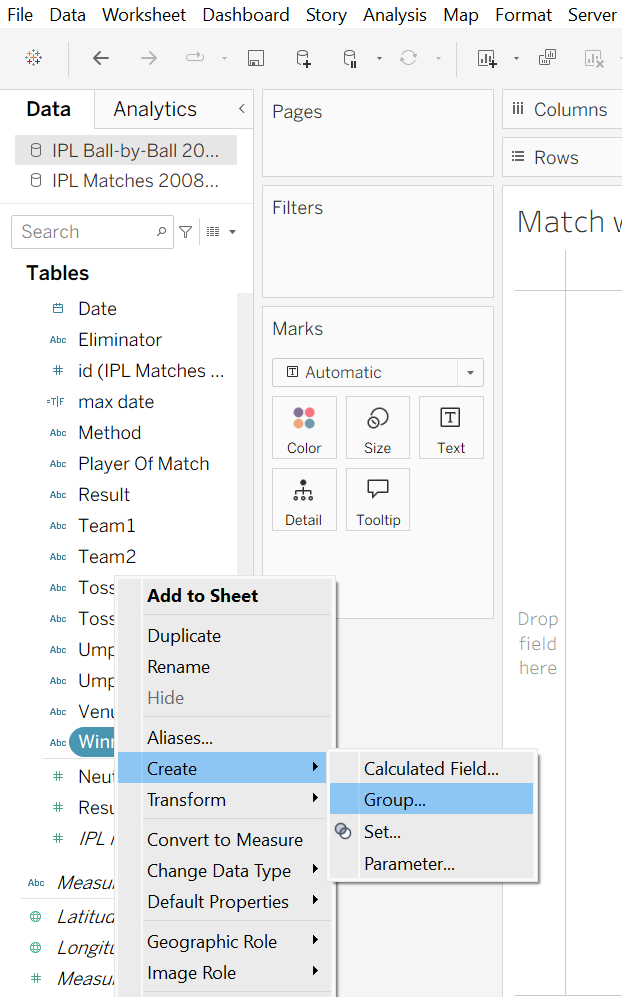 File Data Worksheet Dashboard Story Analysis Map Format Server
Data Analytics
IPL Ball-by-Ball 20...
IPL Matches 2008...
Search
Tables
Date
Abc Eliminator
# id (IPL Matches ...
=T|F max date
Abc Method
Abc Player Of Match
Abc Result
Abc Team1
Abc Team2
Abc Toss
Abc Toss
Abc Ump
Abc Ump
Abc Venu
Abc Winn
# Neut
# Resu
# IPL
Abc Measu
Latitud
Longitu
# Measu
Pages
Filters
Marks
T Automatic
Color Size Text
Detail Tooltip
Columns
Rows
Match
Drop
field
here
Add to Sheet
Duplicate
Rename
Hide
Aliases...
Create
Transform
Convert to Measure
Change Data Type
Default Properties
Geographic Role
Image Role
Calculated Field...
Group...
Set...
Parameter...